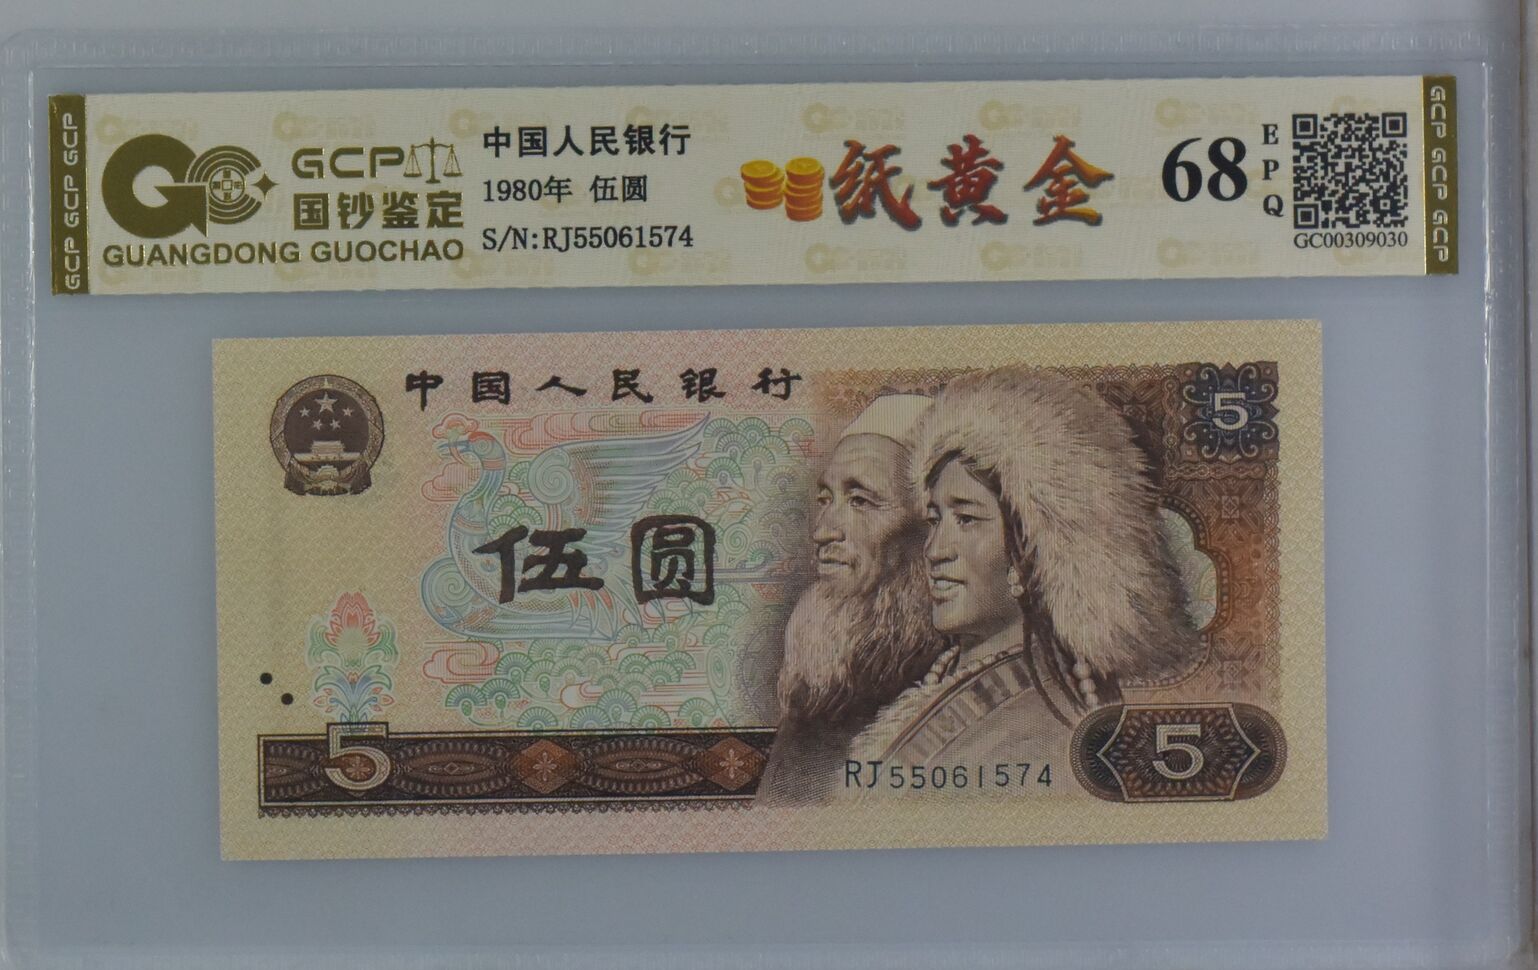 GCP GCP GCP
GCP
国钞鉴定
GUANGDONG GUOCHAO
中国人民银行
1980年 伍圆
S/N:RJ55061574
纸黄金
68
EPQ
GC00309030
GCP GCP GCP
中国人民银行
5
伍圆
5
RJ55061574
5